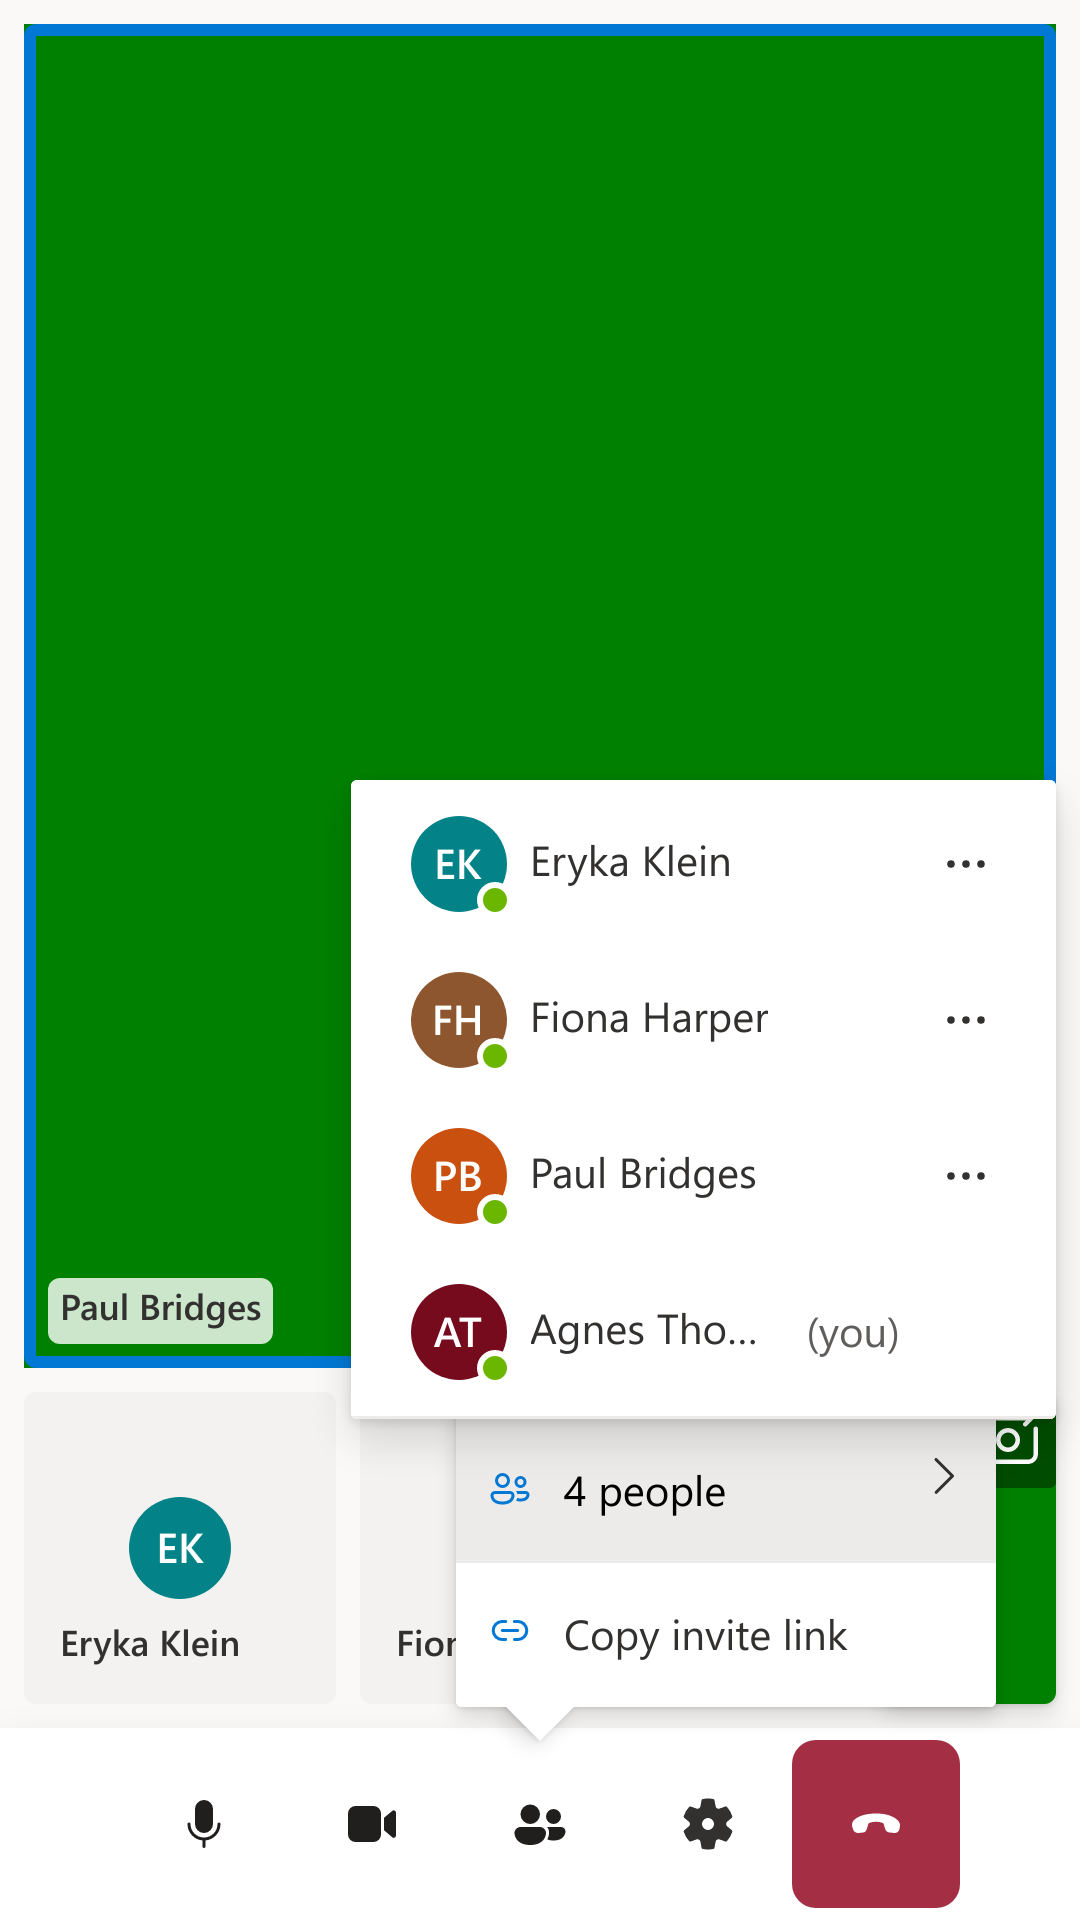 EK Eryka Klein
FH Fiona Harper
PB Paul Bridges
AT Agnes Tho... (you)
Paul Bridges
4 people
Copy invite link
EK
Eryka Klein
Fior